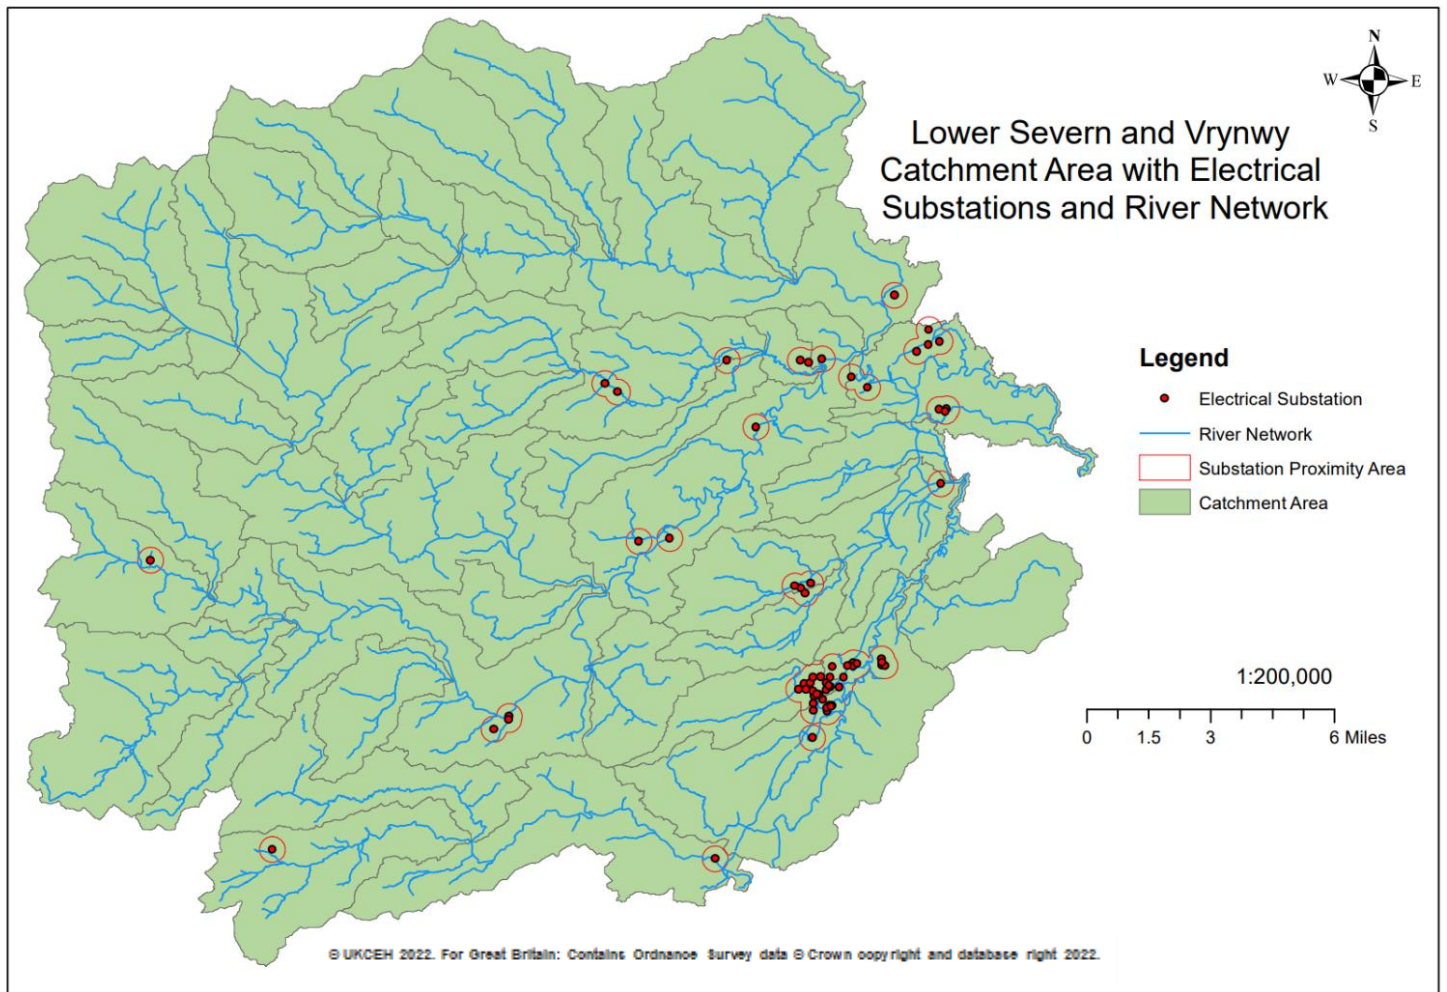 N
W E
S
Lower Severn and Vrynwy
Catchment Area with Electrical
Substations and River Network
Legend
Electrical Substation
River Network
Substation Proximity Area
Catchment Area
1:200,000
0 1.5 3 6 Miles
© UKCEH 2022. For Great Britain: Contains Ordnance Survey data © Crown copyright and database right 2022.